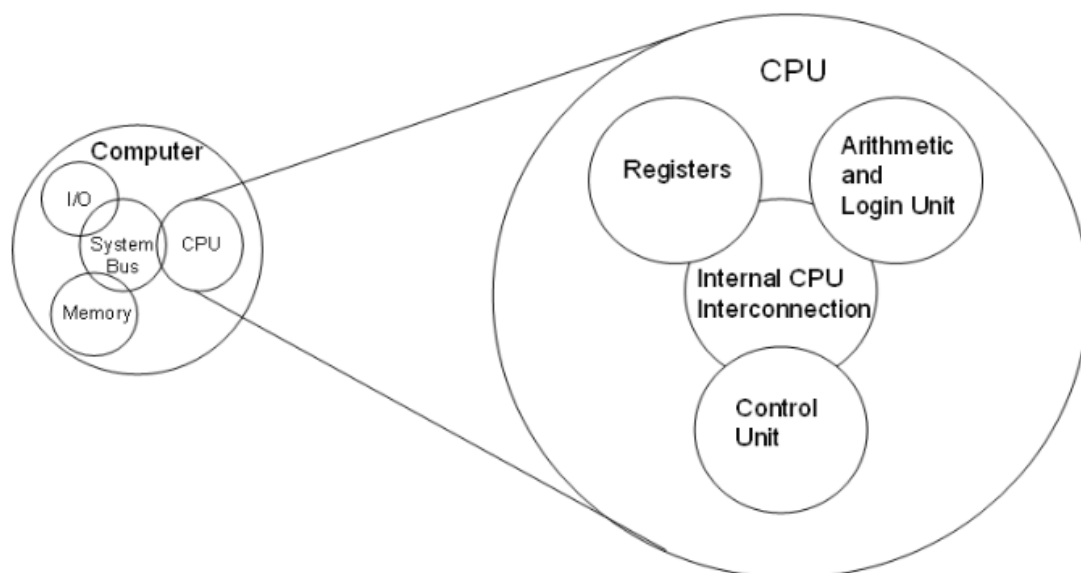 Computer
I/O
System
Bus
CPU
Memory
CPU
Registers
Arithmetic
and
Login Unit
Internal CPU
Interconnection
Control
Unit